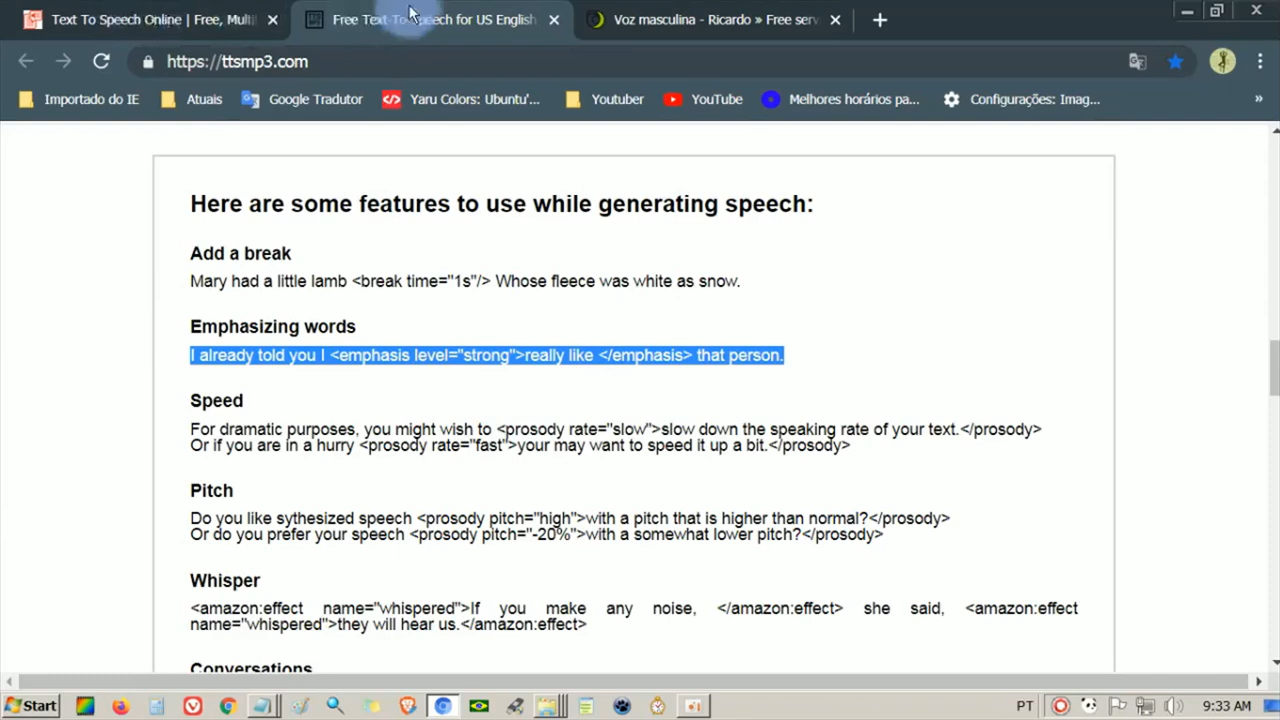 Text To Speech Online | Free, Multi
Free Text-To-Speech for US English
Voz masculina - Ricardo » Free serv
https://ttsmp3.com
Importado do IE
Atuais
Google Tradutor
Yaru Colors: Ubuntu'...
Youtuber
YouTube
Melhores horários pa...
Configurações: Imag...
»
Here are some features to use while generating speech:
Add a break
Mary had a little lamb <break time="1s"/> Whose fleece was white as snow.
Emphasizing words
I already told you I <emphasis level="strong">really like </emphasis> that person.
Speed
For dramatic purposes, you might wish to <prosody rate="slow">slow down the speaking rate of your text.</prosody>
Or if you are in a hurry <prosody rate="fast">your may want to speed it up a bit.</prosody>
Pitch
Do you like sythesized speech <prosody pitch="high">with a pitch that is higher than normal?</prosody>
Or do you prefer your speech <prosody pitch="-20%">with a somewhat lower pitch?</prosody>
Whisper
<amazon:effect name="whispered">If you make any noise, </amazon:effect> she said, <amazon:effect
name="whispered">they will hear us.</amazon:effect>
Conversations
Start
PT
9:33 AM